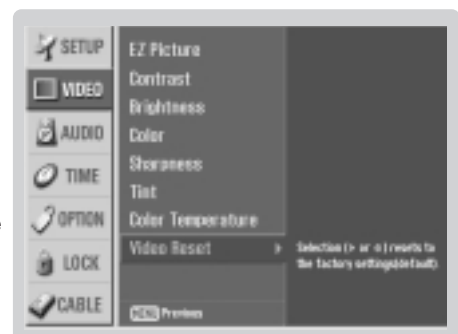 SETUP
VIDEO
AUDIO
TIME
OPTION
LOCK
CABLE
EZ Picture
Contrast
Brightness
Color
Sharpness
Tint
Color Temperature
Video Reset
Selection (> or ) resets to
the factory settings(default).
MENU Previous